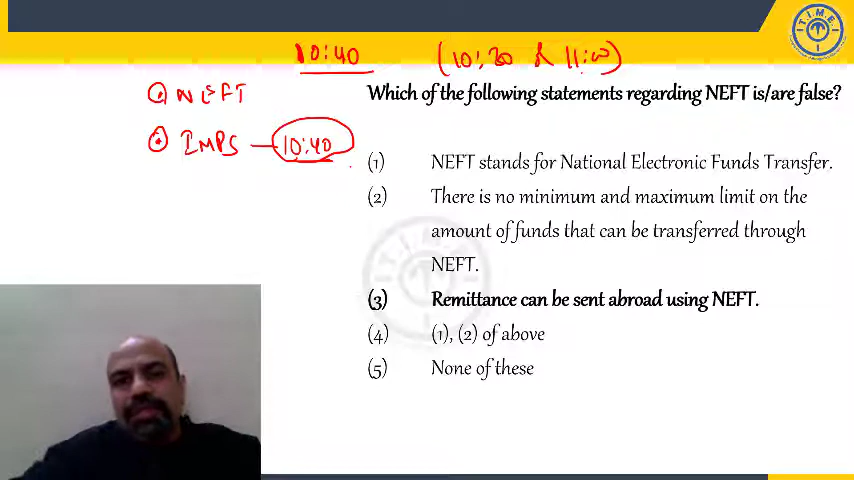 T.I.M.E.
10:40 (10:30 & 11:00)
NEFT
IMPS — 10:40
Which of the following statements regarding NEFT is/are false?
(1) NEFT stands for National Electronic Funds Transfer.
(2) There is no minimum and maximum limit on the
amount of funds that can be transferred through
NEFT.
(3) Remittance can be sent abroad using NEFT.
(4) (1), (2) of above
(5) None of these